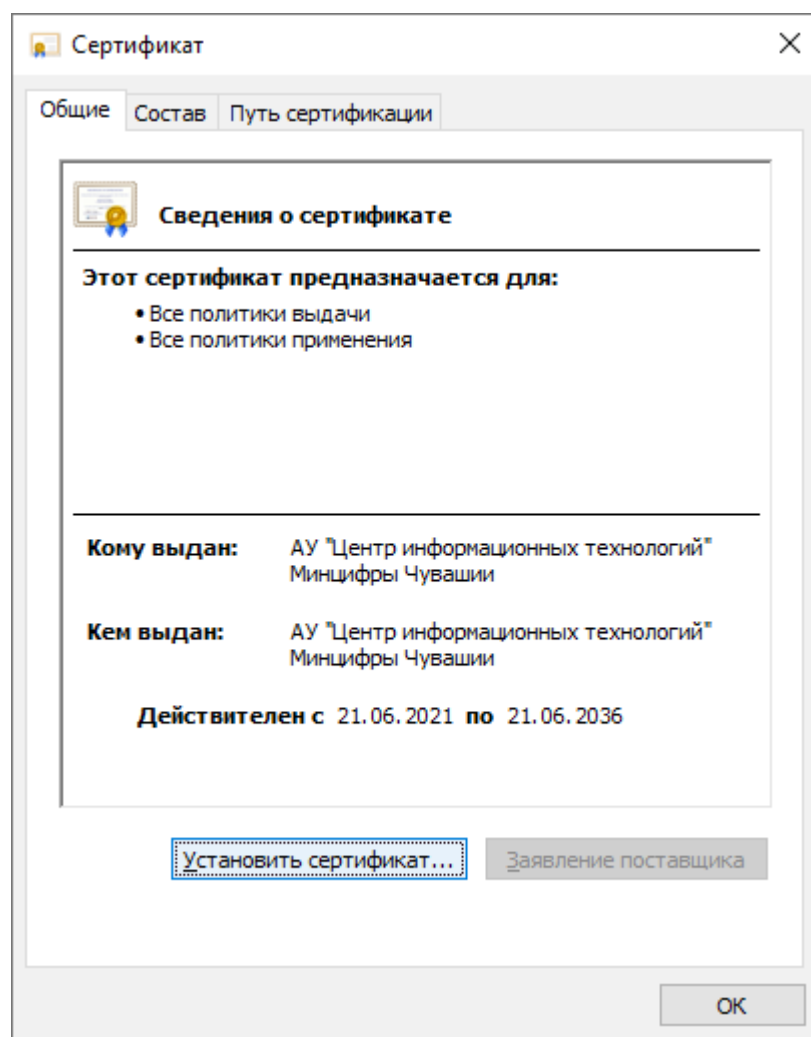 Сертификат
Общие Состав Путь сертификации
Сведения о сертификате
Этот сертификат предназначается для:
• Все политики выдачи
• Все политики применения
Кому выдан: АУ "Центр информационных технологий"
Минцифры Чувашии
Кем выдан: АУ "Центр информационных технологий"
Минцифры Чувашии
Действителен с 21.06.2021 по 21.06.2036
Установить сертификат... Заявление поставщика
ОК